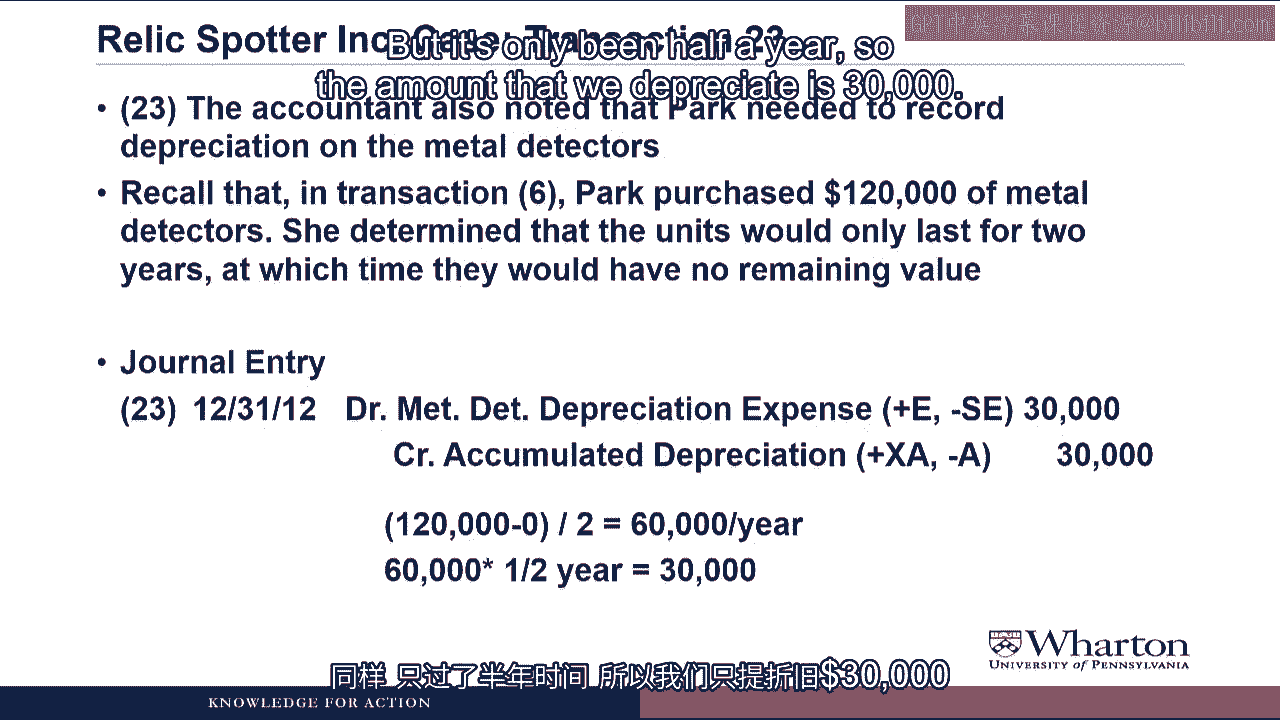 Relic Spotter Inc. Case: Transaction 23
But it's only been half a year, so
the amount that we depreciate is 30,000.
• (23) The accountant also noted that Park needed to record
depreciation on the metal detectors
• Recall that, in transaction (6), Park purchased $120,000 of metal
detectors. She determined that the units would only last for two
years, at which time they would have no remaining value
• Journal Entry
(23) 12/31/12 Dr. Met. Det. Depreciation Expense (+E, -SE) 30,000
Cr. Accumulated Depreciation (+XA, -A) 30,000
(120,000-0) / 2 = 60,000/year
60,000* 1/2 year = 30,000
Wharton
UNIVERSITY of PENNSYLVANIA
同样 只过了半年时间 所以我们只提折旧$30,000
KNOWLEDGE FOR ACTION